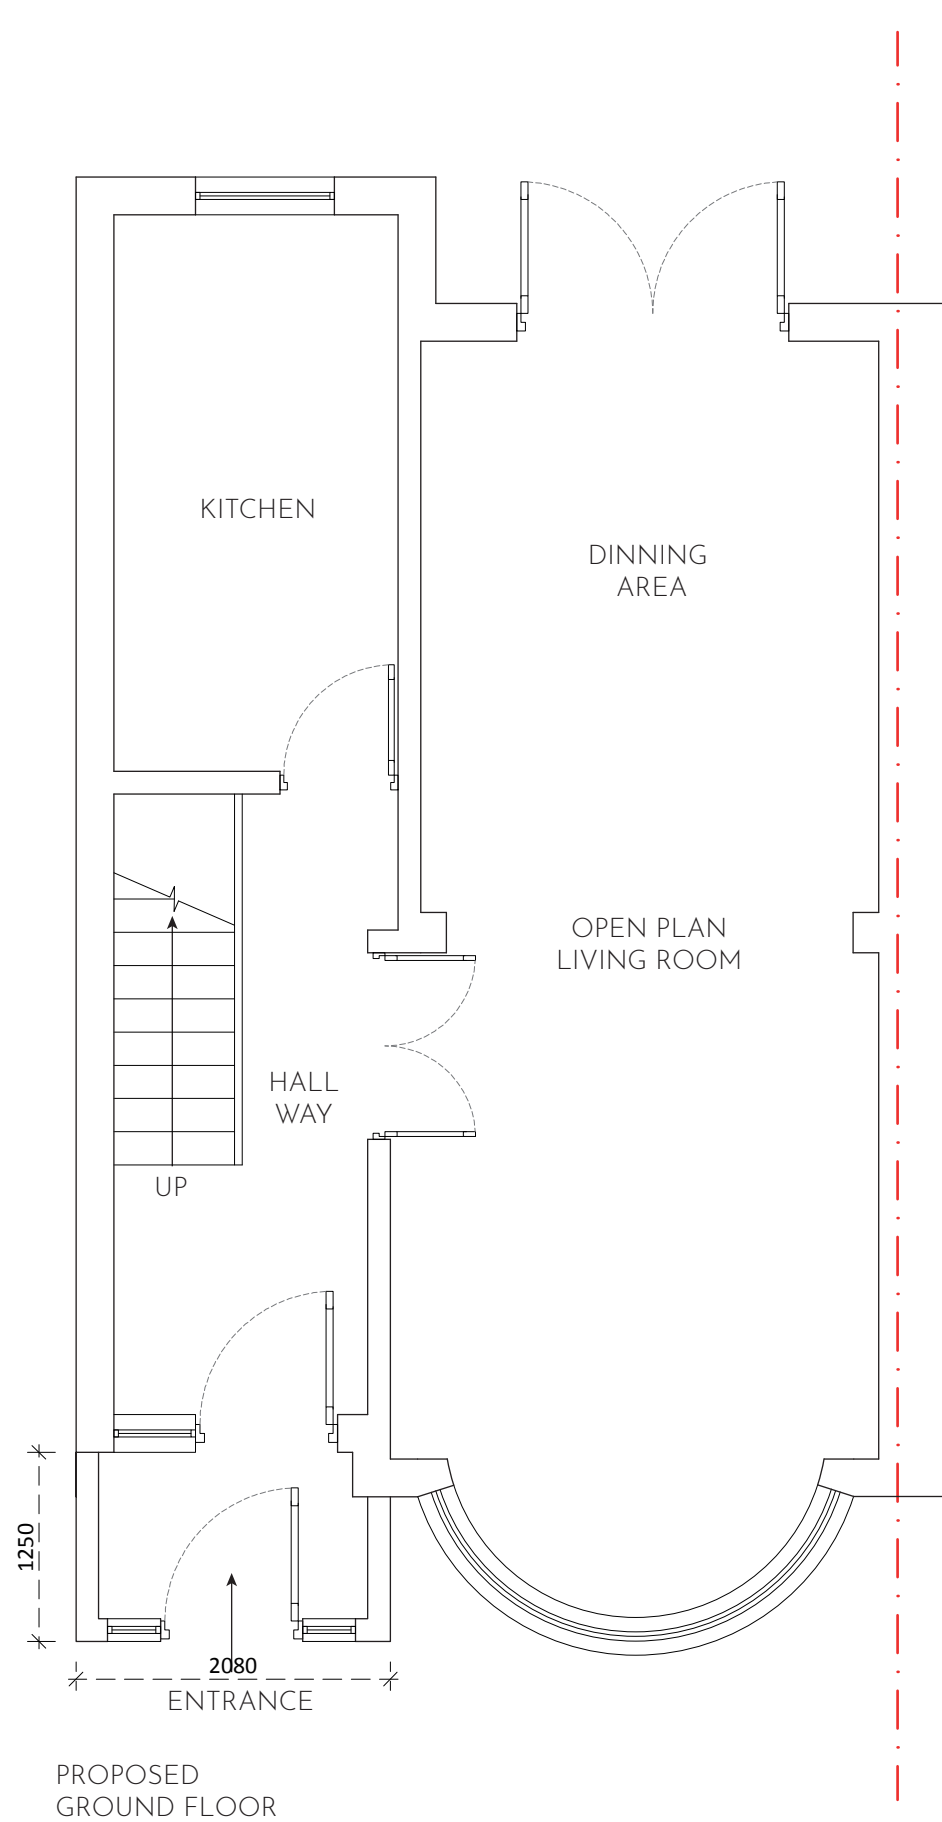 KITCHEN
DINNING
AREA
OPEN PLAN
LIVING ROOM
HALL
WAY
UP
1250
2080
ENTRANCE
PROPOSED
GROUND FLOOR